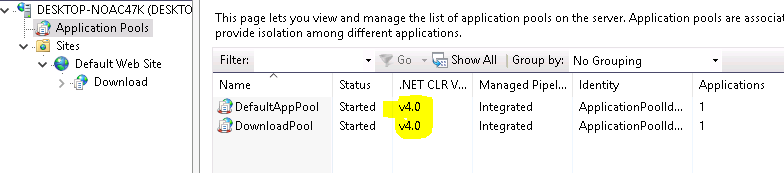 DESKTOP-NOAC47K (DESKTO
Application Pools
Sites
Default Web Site
Download
This page lets you view and manage the list of application pools on the server. Application pools are associat
provide isolation among different applications.
Filter: Go Show All Group by: No Grouping
Name Status .NET CLR V... Managed Pipel... Identity Applications
DefaultAppPool Started v4.0 Integrated ApplicationPoolId... 1
DownloadPool Started v4.0 Integrated ApplicationPoolId... 1